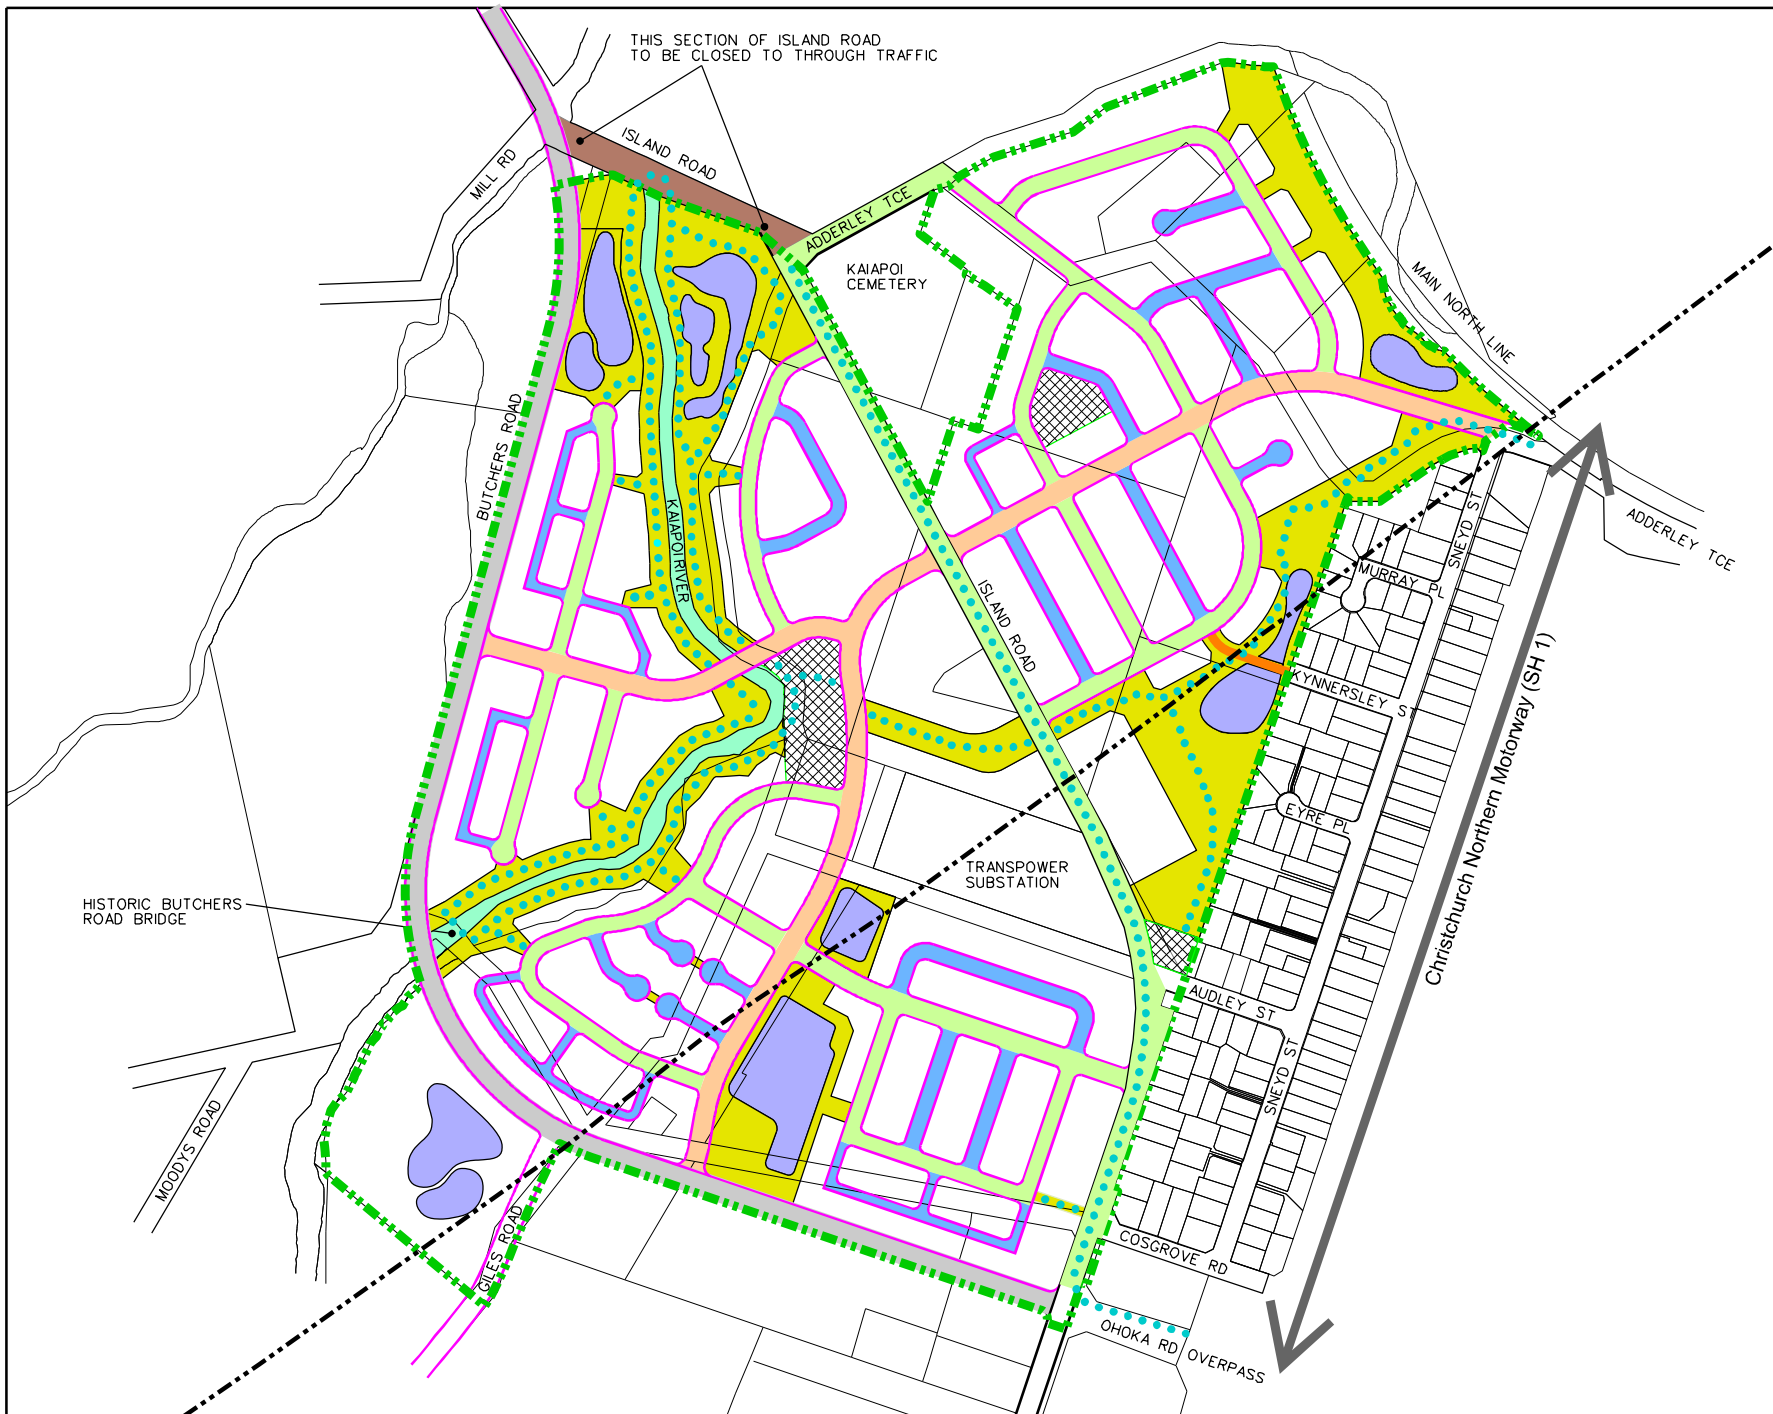 THIS SECTION OF ISLAND ROAD
TO BE CLOSED TO THROUGH TRAFFIC
ISLAND ROAD
MILL RD
ADDERLEY TCE
KAIAPOI
CEMETERY
MAIN NORTH LINE
BUTCHERS ROAD
KAIAPOI RIVER
SNEYD ST
ADDERLEY TCE
MURRAY PL
ISLAND ROAD
KYNNERSLEY ST
Christchurch Northern Motorway (SH 1)
EYRE PL
TRANSPOWER
SUBSTATION
HISTORIC BUTCHERS
ROAD BRIDGE
AUDLEY ST
SNEYD ST
MOODYS ROAD
GILES ROAD
COSGROVE RD
OHOKA RD OVERPASS